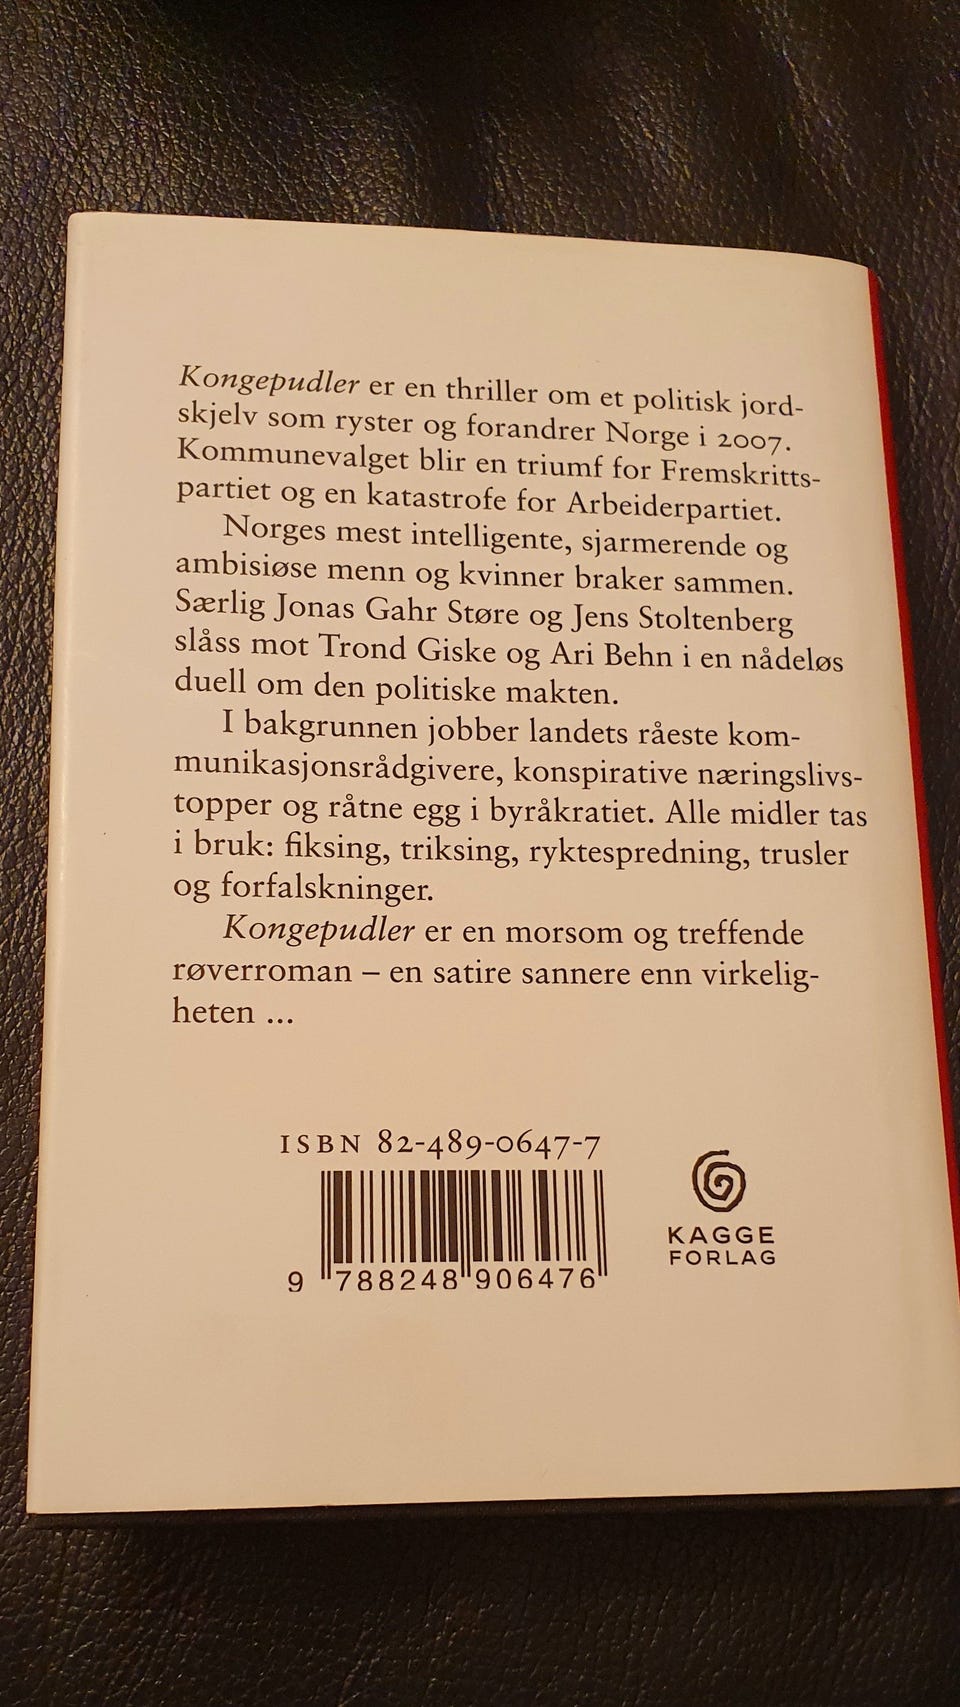 Kongepudler er en thriller om et politisk jord-
skjelv som ryster og forandrer Norge i 2007.
Kommunevalget blir en triumf for Fremskritts-
partiet og en katastrofe for Arbeiderpartiet.
Norges mest intelligente, sjarmerende og
ambisiøse menn og kvinner braker sammen.
Særlig Jonas Gahr Støre og Jens Stoltenberg
slåss mot Trond Giske og Ari Behn i en nådeløs
duell om den politiske makten.
I bakgrunnen jobber landets råeste kom-
munikasjonsrådgivere, konspirative næringslivs-
topper og råtne egg i byråkratiet. Alle midler tas
i bruk: fiksing, triksing, ryktespredning, trusler
og forfalskninger.
Kongepudler er en morsom og treffende
røverroman – en satire sannere enn virkelig-
heten ...
ISBN 82-489-0647-7
9 788248 906476
KAGGE
FORLAG